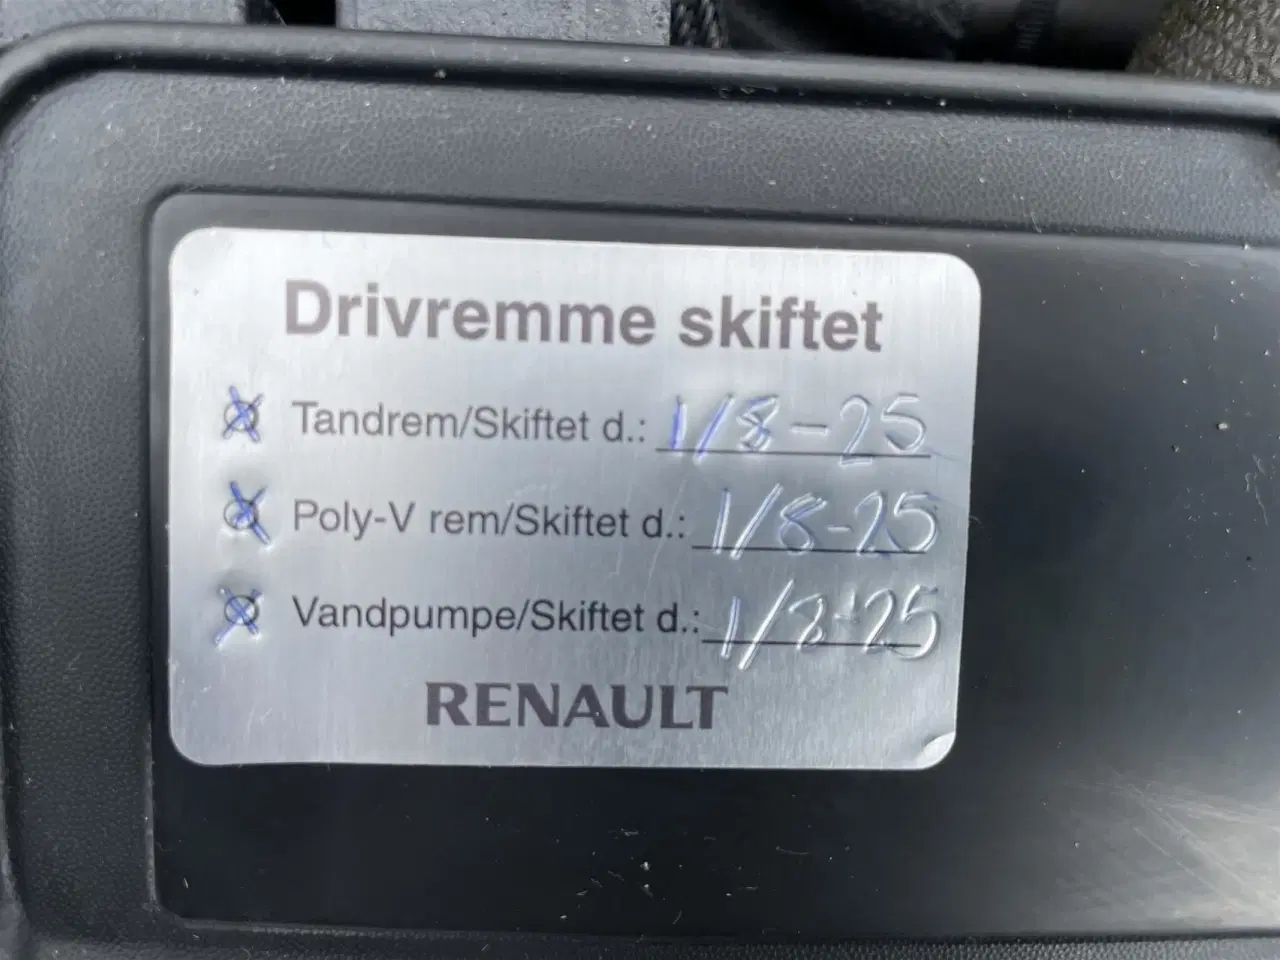 Drivremme skiftet
Tandrem/Skiftet d.: 1/8-25
Poly-V rem/Skiftet d.: 1/8-25
Vandpumpe/Skiftet d.: 1/8-25
RENAULT